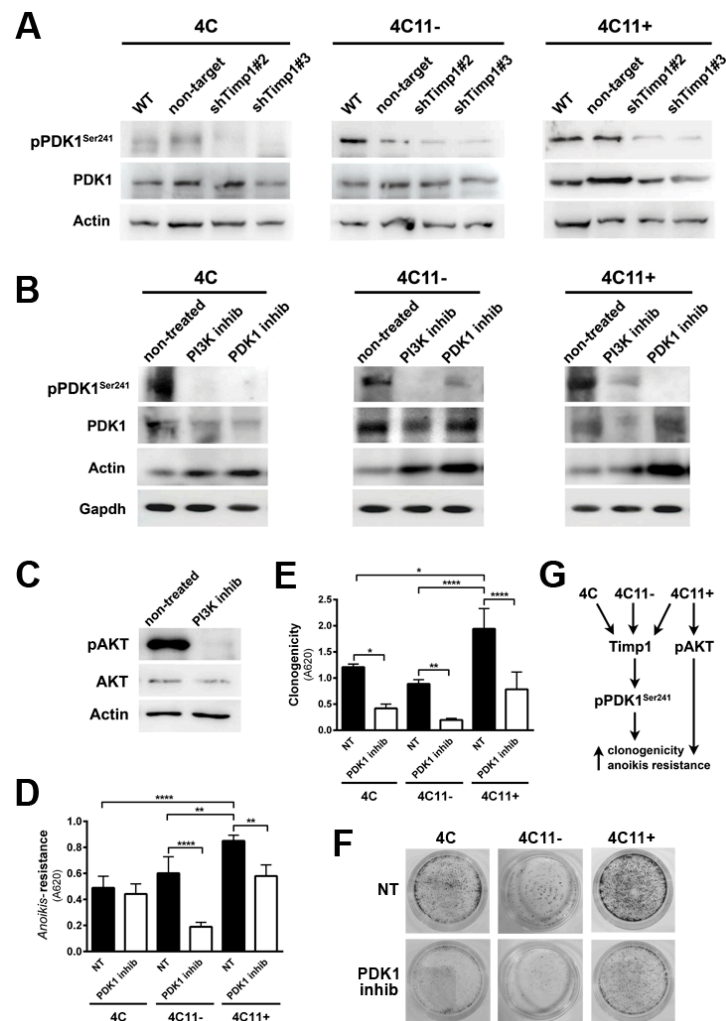 A
4C
4C11-
4C11+
WT
non-target
shTimp1#2
shTimp1#3
WT
non-target
shTimp1#2
shTimp1#3
WT
non-target
shTimp1#2
shTimp1#3
pPDK1Ser241
PDK1
Actin
B
4C
4C11-
4C11+
non-treated
PI3K inhib
PDK1 inhib
non-treated
PI3K inhib
PDK1 inhib
non-treated
PI3K inhib
PDK1 inhib
pPDK1Ser241
PDK1
Actin
Gapdh
C
non-treated
PI3K inhib
pAKT
AKT
Actin
D
****
**
****
**
Anoikis-resistance
(A620)
1.0
0.8
0.6
0.4
0.2
0.0
NT
PDK1 inhib
NT
PDK1 inhib
NT
PDK1 inhib
4C
4C11-
4C11+
E
*
****
****
*
**
Clonogenicity
(A620)
2.5
2.0
1.5
1.0
0.5
0.0
NT
PDK1 inhib
NT
PDK1 inhib
NT
PDK1 inhib
4C
4C11-
4C11+
F
4C
4C11-
4C11+
NT
PDK1
inhib
G
4C 4C11- 4C11+
Timp1 pAKT
pPDK1Ser241
clonogenicity
anoikis resistance